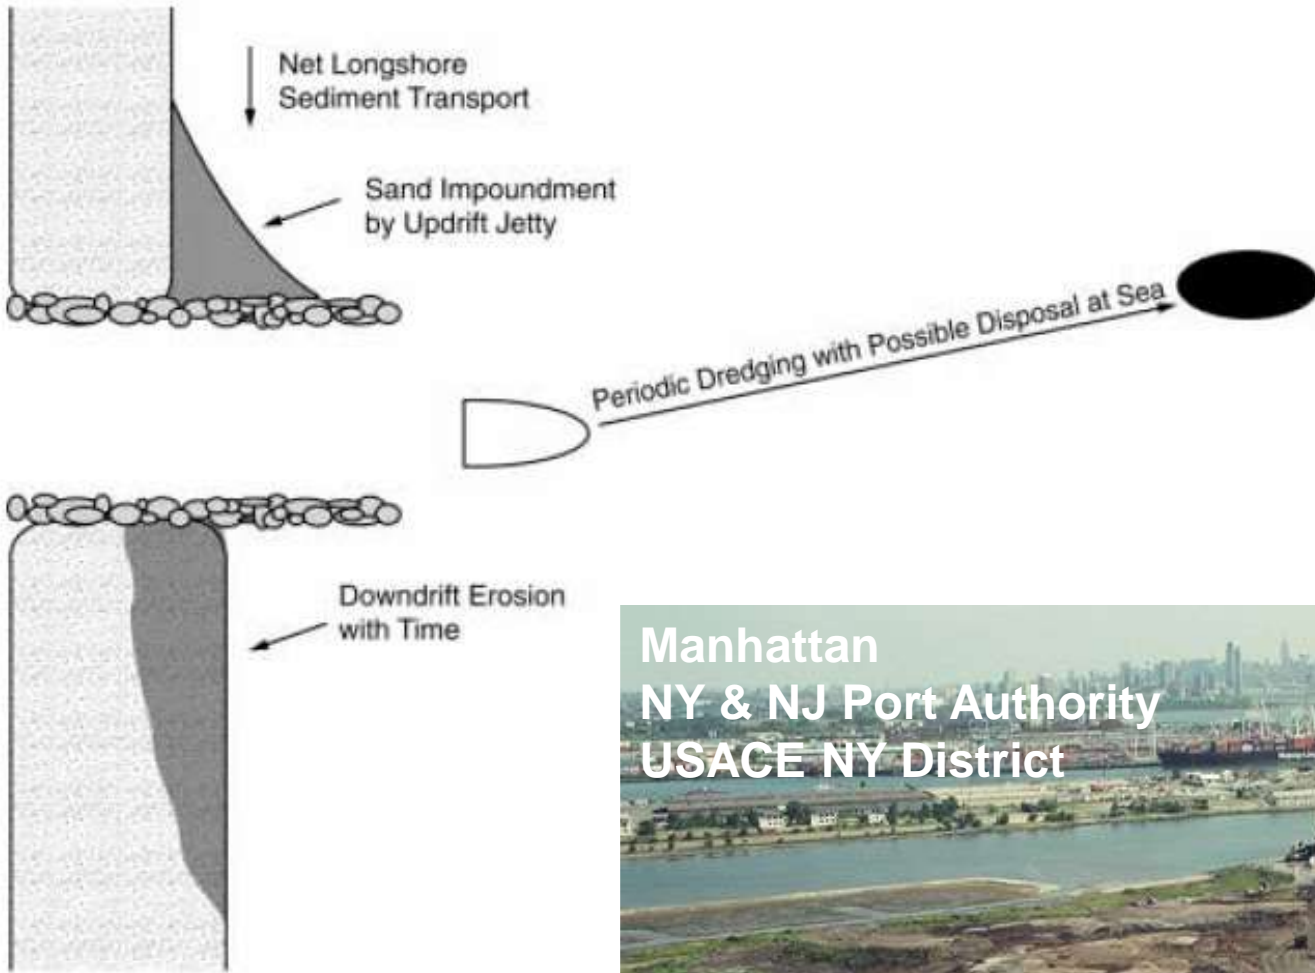 Net Longshore
Sediment Transport
Sand Impoundment
by Updrift Jetty
Periodic Dredging with Possible Disposal at Sea
Downdrift Erosion
with Time
Manhattan
NY & NJ Port Authority
USACE NY District